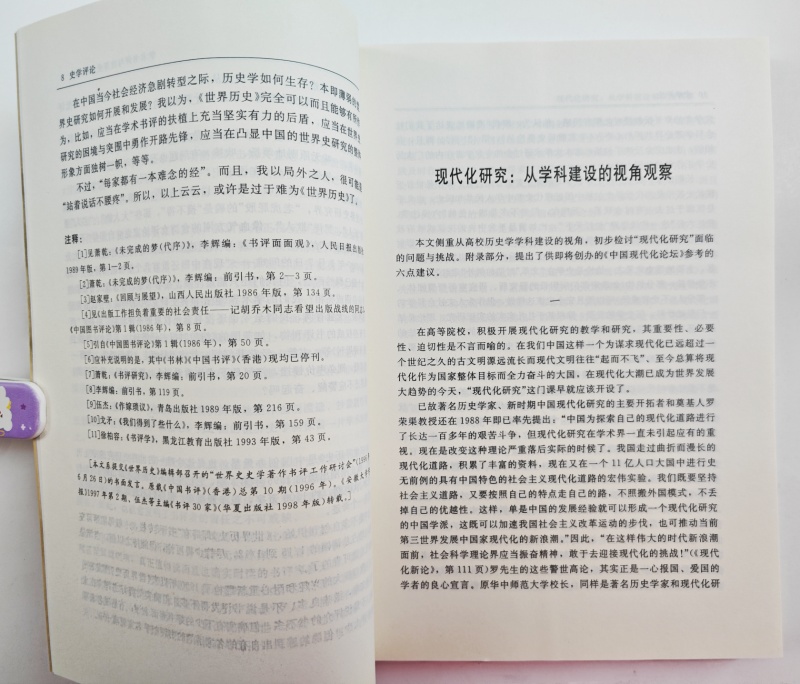 8 史学评论
在中国当今社会经济急剧转型之际，历史学如何生存？本即薄弱的世
界史研究如何开展和发展？我以为，《世界历史》完全可以而且能够有所作
为，比如，应当在学术书评的扶植上充当坚实有力的后盾，应当在世界史
研究的困境与突围中勇作开路先锋，应当在凸显中国的世界史研究的整体
形象方面独树一帜，等等。
不过，“每家都有一本难念的经”。而且，我以局外之人，很可能是
“站着说话不腰疼”，所以，以上云云，或许是过于难为《世界历史》了。
注释：
[1]见萧乾：《未完成的梦(代序)》，李辉编：《书评面面观》，人民日报出版社
1989年版，第1—2页。
[2]萧乾：《未完成的梦(代序)》，李辉编：前引书，第2—3页。
[3]赵家璧：《回顾与展望》，山西人民出版社1986年版，第134页。
[4]见《出版工作担负着重要的社会责任——记胡乔木同志看望出版战线的同志》，
《中国图书评论》第1辑(1986年)，第8页。
[5]引自《中国图书评论》第1辑(1986年)，第50页。
[6]应补充说明的是，其中《书林》《中国书评》(香港)现均已停刊。
[7]萧乾：《书评研究》，李辉编：前引书，第20页。
[8]李辉编：前引书，第119页。
[9]伍杰：《作嫁琐议》，青岛出版社1989年版，第216页。
[10]戈矛：《我们得到了些什么》，李辉编：前引书，第159页。
[11]徐柏容：《书评学》，黑龙江教育出版社1993年版，第43页。
[本文系提交《世界历史》编辑部召开的“世界史史学著作书评工作研讨会”(1996年
6月26日)的书面发言，原载《中国书评》(香港)总第10期(1996年)、《安徽大学学
报》1997年第2期、伍杰等主编《书评30家》(华夏出版社1998年版)转载。]
现代化研究：从学科建设的视角观察
本文侧重从高校历史学学科建设的视角，初步检讨“现代化研究”面临
的问题与挑战。附录部分，提出了供即将创办的《中国现代化论坛》参考的
六点建议。
一
在高等院校，积极开展现代化研究的教学和研究，其重要性、必要
性、迫切性是不言而喻的。在我们中国这样一个为谋求现代化已远超过一
个世纪之久的古文明源远流长而现代文明往往“起而不飞”、至今总算将现
代化作为国家整体目标而全力奋斗的大国，在现代化大潮已成为世界发展
大趋势的今天，“现代化研究”这门课早就应该开设了。
已故著名历史学家、新时期中国现代化研究的主要开拓者和奠基人罗
荣渠教授还在1988年即已率先提出：“中国为探索自己的现代化道路进行
了长达一百多年的艰苦斗争，但现代化研究在学术界一直未引起应有的重
视。现在是改变这种理论严重落后实际的时候了。我国走过曲折而漫长的
现代化道路，积累了丰富的资料，现在又在一个11亿人口大国中进行史
无前例的具有中国特色的社会主义现代化道路的宏伟实验。我们既要坚持
社会主义道路，又要按照自己的特点走自己的路，不照搬外国模式，不丢
掉自己的优越性。这样，单是中国的发展经验就可以形成一个现代化研究
的中国学派，这既可以加速我国社会主义改革运动的步伐，也可推动当前
第三世界发展中国家现代化的新浪潮。”因此，“在这样伟大的时代新浪潮
面前，社会科学理论界应当振奋精神，敢于去迎接现代化的挑战！”(《现代
化新论》，第111页)罗先生的这些警世高论，其实正是一心报国、爱国的
学者的良心宣言。原华中师范大学校长，同样是著名历史学家和现代化研